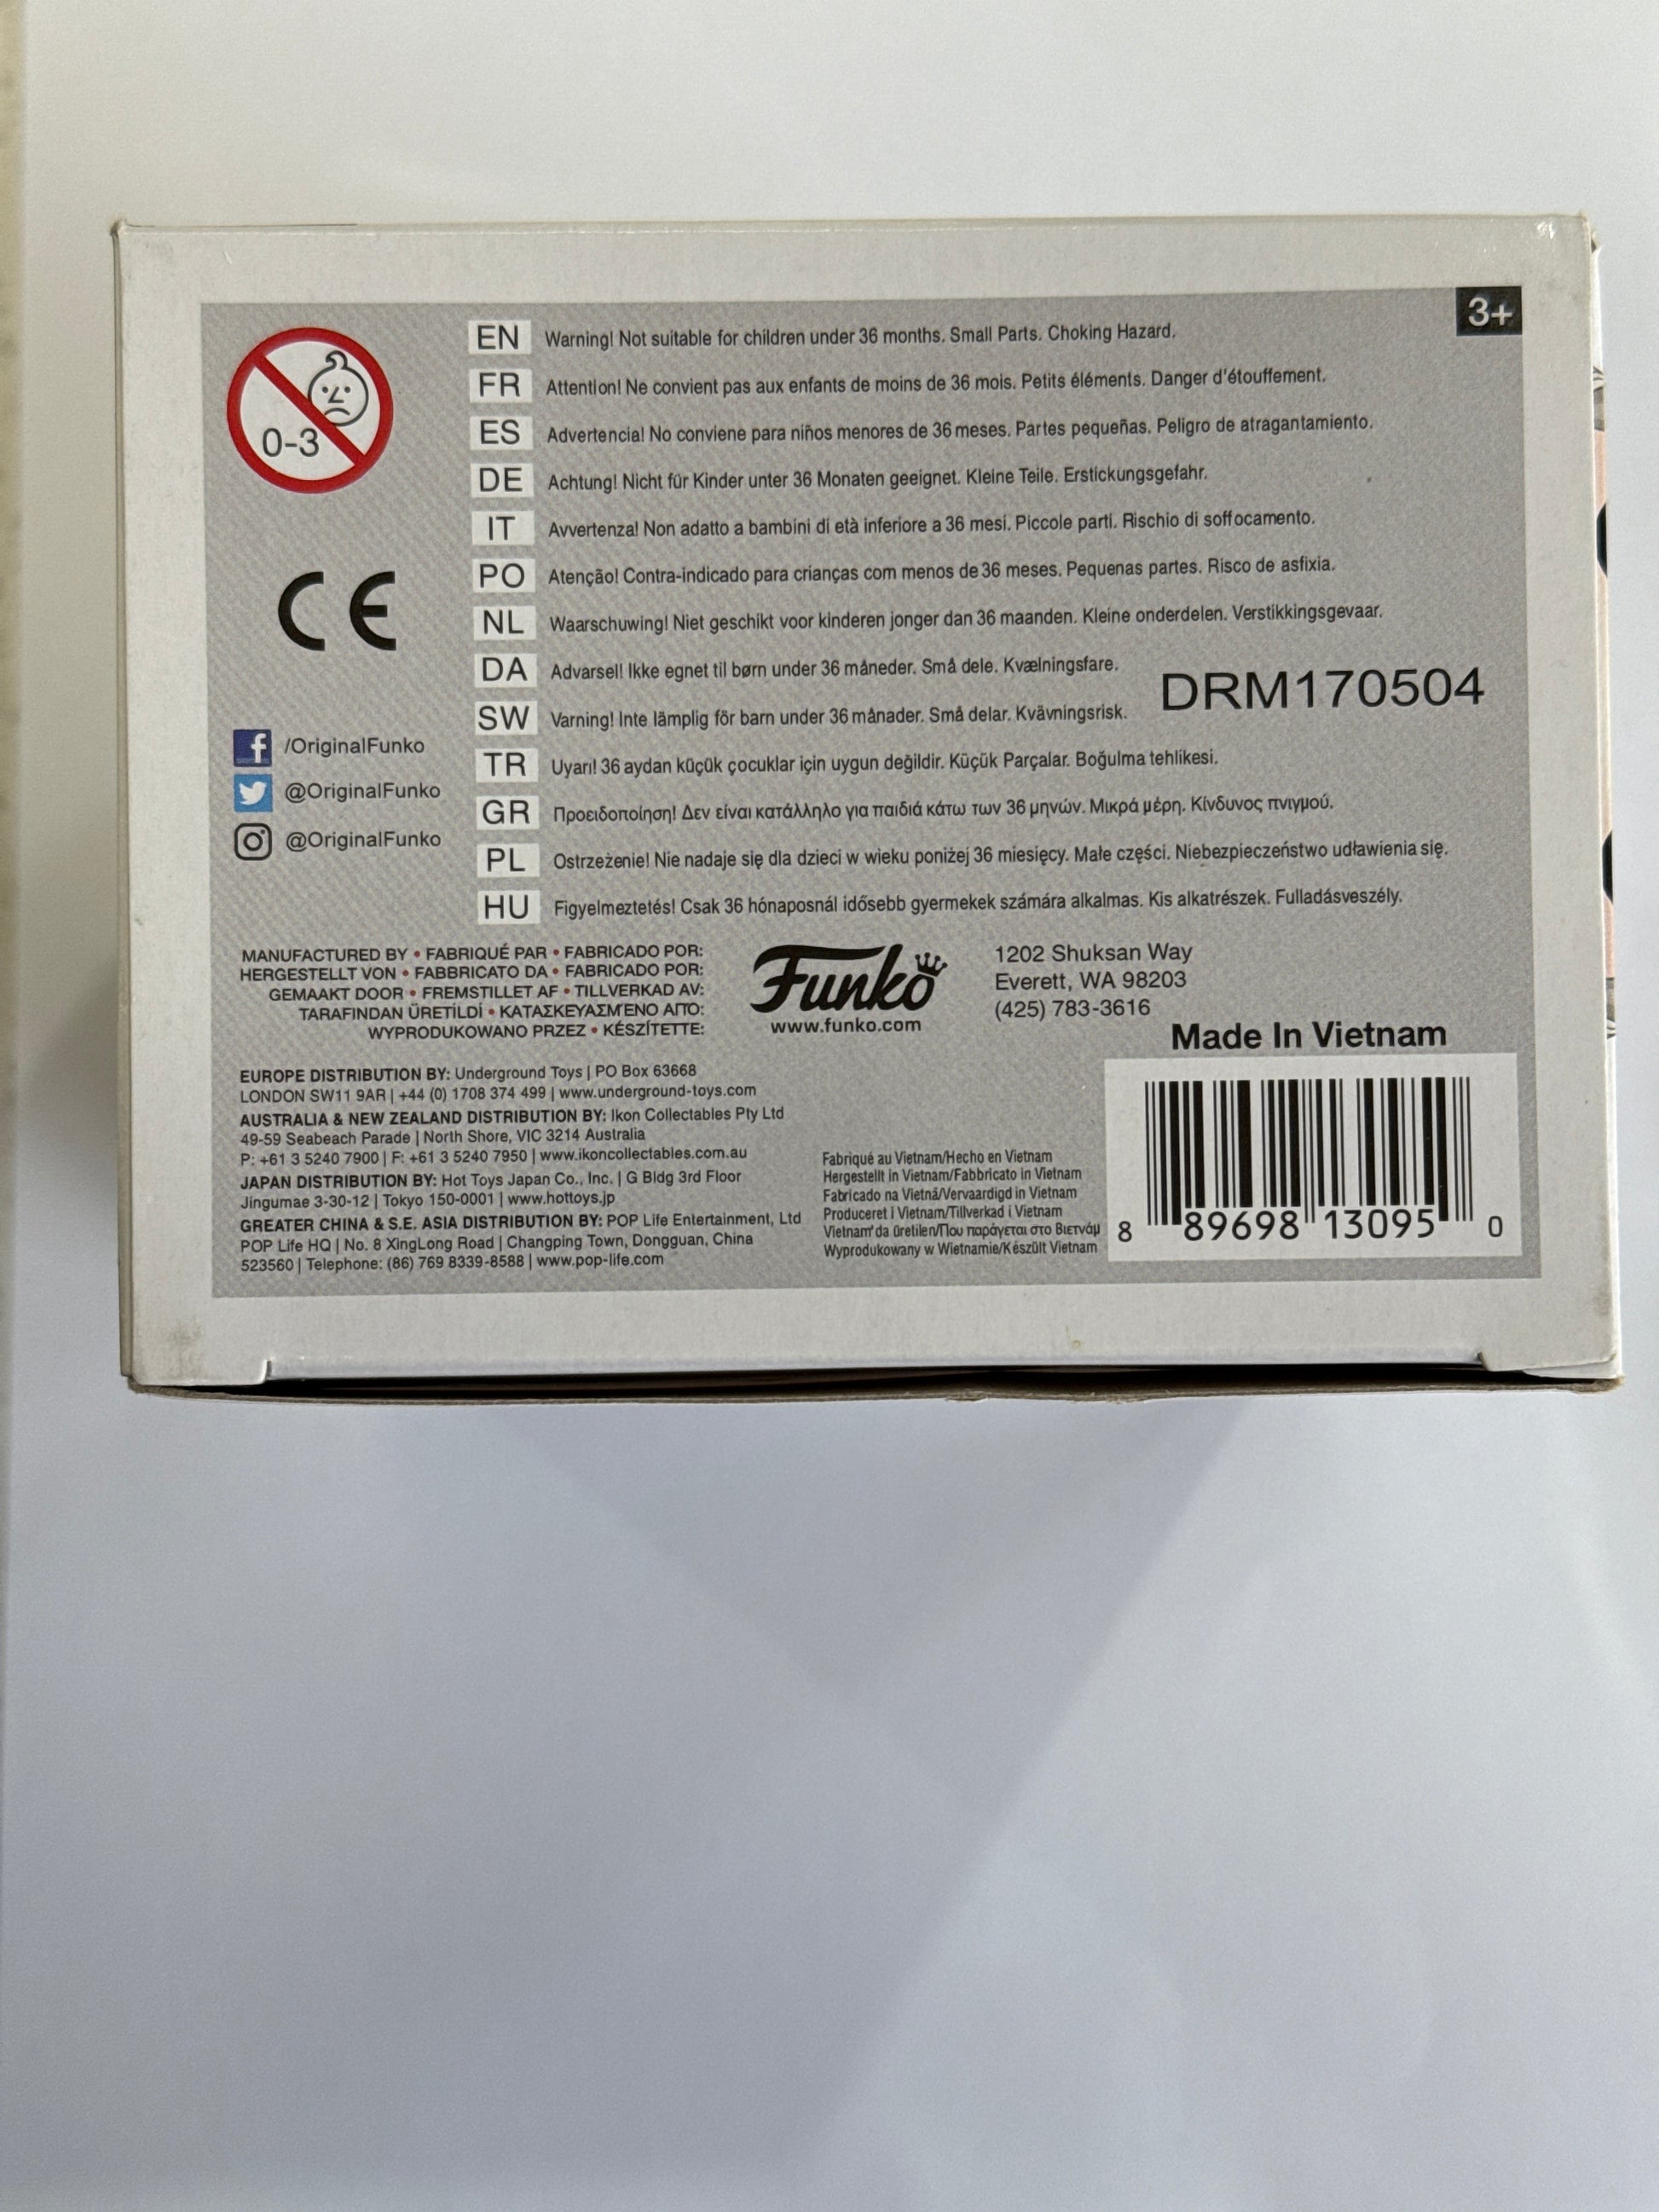 3+
0-3
EN Warning! Not suitable for children under 36 months. Small Parts. Choking Hazard.
FR Attention! Ne convient pas aux enfants de moins de 36 mois. Petits éléments. Danger d'étouffement.
ES Advertencia! No conviene para niños menores de 36 meses. Partes pequeñas. Peligro de atragantamiento.
DE Achtung! Nicht für Kinder unter 36 Monaten geeignet. Kleine Teile. Erstickungsgefahr.
IT Avvertenza! Non adatto a bambini di età inferiore a 36 mesi. Piccole parti. Rischio di soffocamento.
PO Atenção! Contra-indicado para crianças com menos de 36 meses. Pequenas partes. Risco de asfixia.
NL Waarschuwing! Niet geschikt voor kinderen jonger dan 36 maanden. Kleine onderdelen. Verstikkingsgevaar.
DA Advarsel! Ikke egnet til børn under 36 måneder. Små dele. Kvælningsfare.
SW Varning! Inte lämplig för barn under 36 månader. Små delar. Kvävningsrisk.
TR Uyarı! 36 aydan küçük çocuklar için uygun değildir. Küçük Parçalar. Boğulma tehlikesi.
GR Προειδοποίηση! Δεν είναι κατάλληλο για παιδιά κάτω των 36 μηνών. Μικρά μέρη. Κίνδυνος πνιγμού.
PL Ostrzeżenie! Nie nadaje się dla dzieci w wieku poniżej 36 miesięcy. Małe części. Niebezpieczeństwo udławienia się.
HU Figyelmeztetés! Csak 36 hónaposnál idősebb gyermekek számára alkalmas. Kis alkatrészek. Fulladásveszély.
CE
DRM170504
/OriginalFunko
@OriginalFunko
@OriginalFunko
MANUFACTURED BY • FABRIQUÉ PAR • FABRICADO POR:
HERGESTELLT VON • FABBRICATO DA • FABRICADO POR:
GEMAAKT DOOR • FREMSTILLET AF • TILLVERKAD AV:
TARAFINDAN ÜRETİLDİ • ΚΑΤΑΣΚΕΥΑΣΜΈΝΟ ΑΠΌ:
WYPRODUKOWANO PRZEZ • KÉSZÍTETTE:
Funko
www.funko.com
1202 Shuksan Way
Everett, WA 98203
(425) 783-3616
Made In Vietnam
EUROPE DISTRIBUTION BY: Underground Toys | PO Box 63668
LONDON SW11 9AR | +44 (0) 1708 374 499 | www.underground-toys.com
AUSTRALIA & NEW ZEALAND DISTRIBUTION BY: Ikon Collectables Pty Ltd
49-59 Seabeach Parade | North Shore, VIC 3214 Australia
P: +61 3 5240 7900 | F: +61 3 5240 7950 | www.ikoncollectables.com.au
JAPAN DISTRIBUTION BY: Hot Toys Japan Co., Inc. | G Bldg 3rd Floor
Jingumae 3-30-12 | Tokyo 150-0001 | www.hottoys.jp
GREATER CHINA & S.E. ASIA DISTRIBUTION BY: POP Life Entertainment, Ltd
POP Life HQ | No. 8 XingLong Road | Changping Town, Dongguan, China
523560 | Telephone: (86) 769 8339-8588 | www.pop-life.com
Fabriqué au Vietnam/Hecho en Vietnam
Hergestellt in Vietnam/Fabbricato in Vietnam
Fabricado na Vietnã/Vervaardigd in Vietnam
Produceret i Vietnam/Tillverkad i Vietnam
Vietnam'da üretilen/Που παράγεται στο Βιετνάμ
Wyprodukowany w Wietnamie/Készült Vietnam
8 89698 13095 0